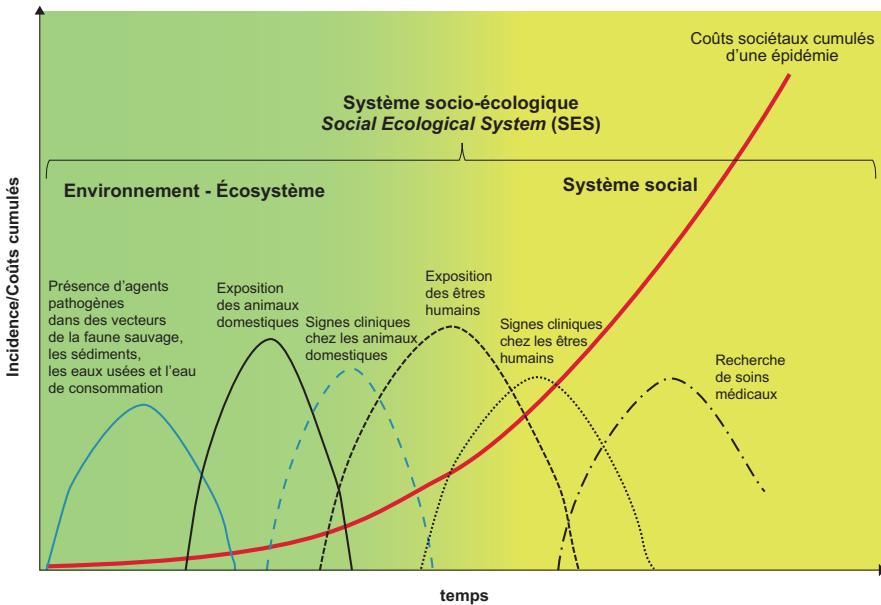 Coûts sociétaux cumulés
d’une épidémie
Système socio-écologique
Social Ecological System (SES)
Environnement - Écosystème
Système social
Incidence/Coûts cumulés
Présence d’agents
pathogènes
dans des vecteurs
de la faune sauvage,
les sédiments,
les eaux usées et l’eau
de consommation
Exposition
des animaux
domestiques
Signes cliniques
chez les animaux
domestiques
Exposition
des êtres
humains
Signes cliniques
chez les êtres
humains
Recherche
de soins
médicaux
temps